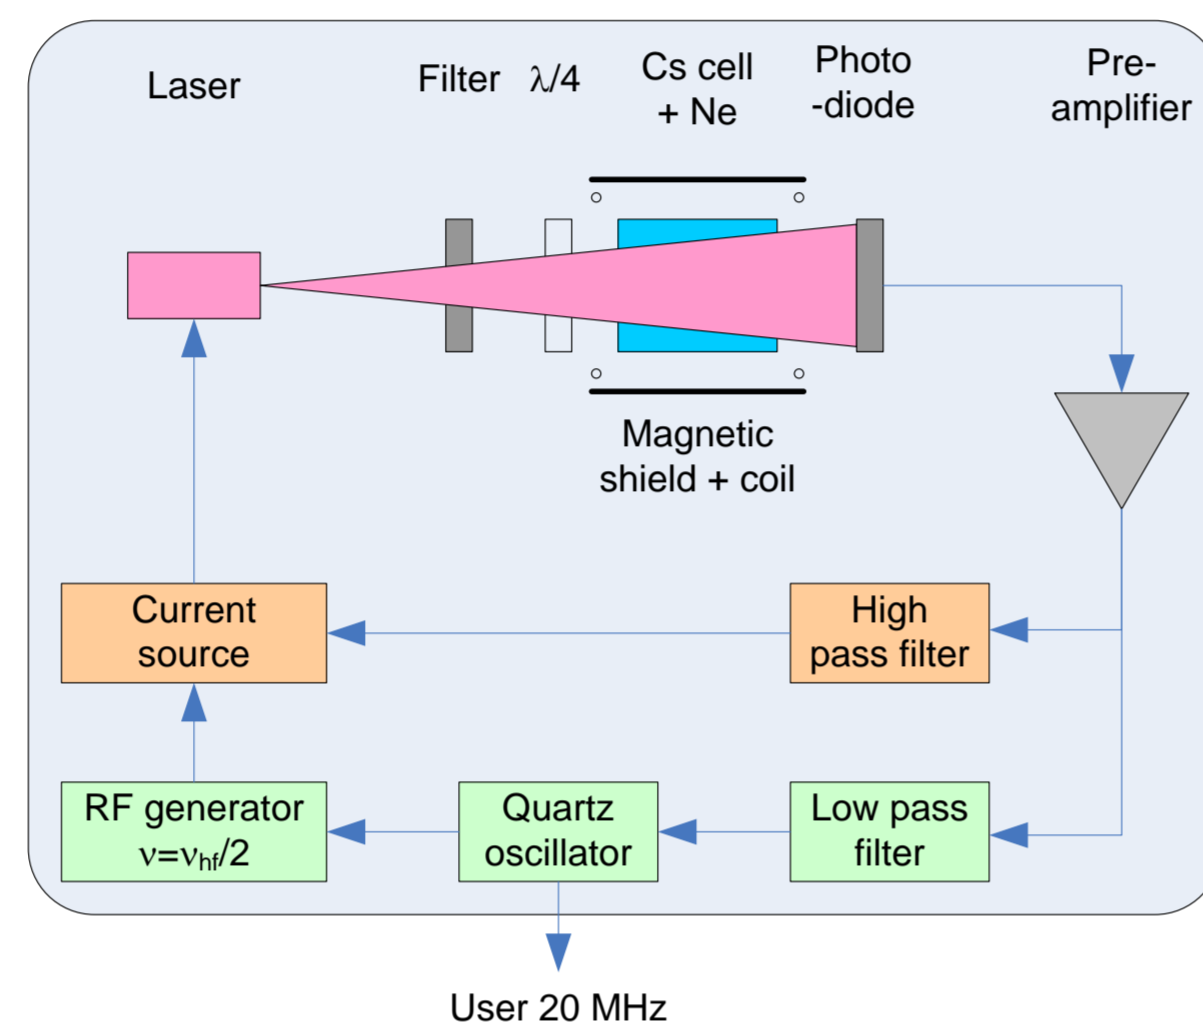 Laser
Filter
λ/4
Cs cell
+ Ne
Photo
-diode
Pre-
amplifier
Magnetic
shield + coil
Current
source
High
pass filter
RF generator
ν=νhf/2
Quartz
oscillator
Low pass
filter
User 20 MHz